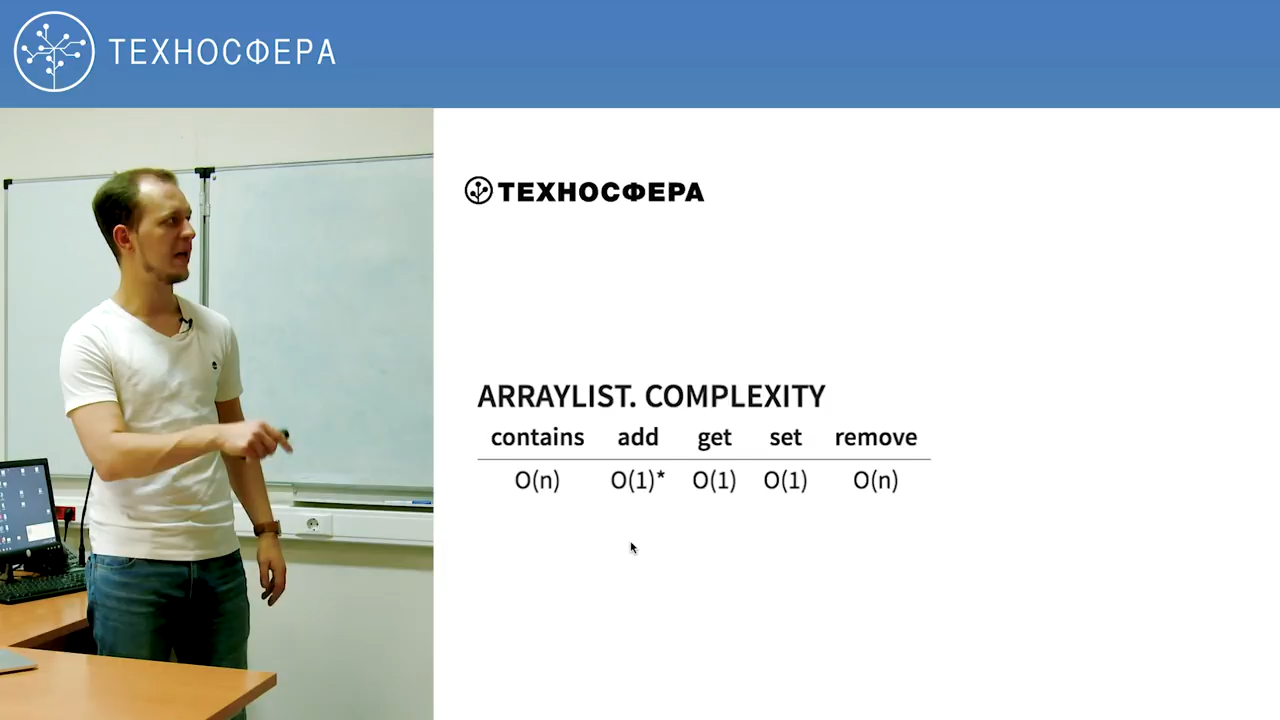 ТЕХНОСФЕРА
ТЕХНОСФЕРА
ARRAYLIST. COMPLEXITY
contains add get set remove
O(n) O(1)* O(1) O(1) O(n)